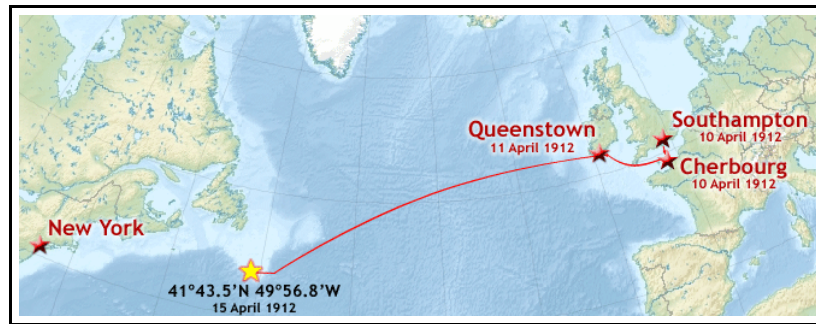 Southampton
10 April 1912
Queenstown
11 April 1912
Cherbourg
10 April 1912
New York
41°43.5'N 49°56.8'W
15 April 1912